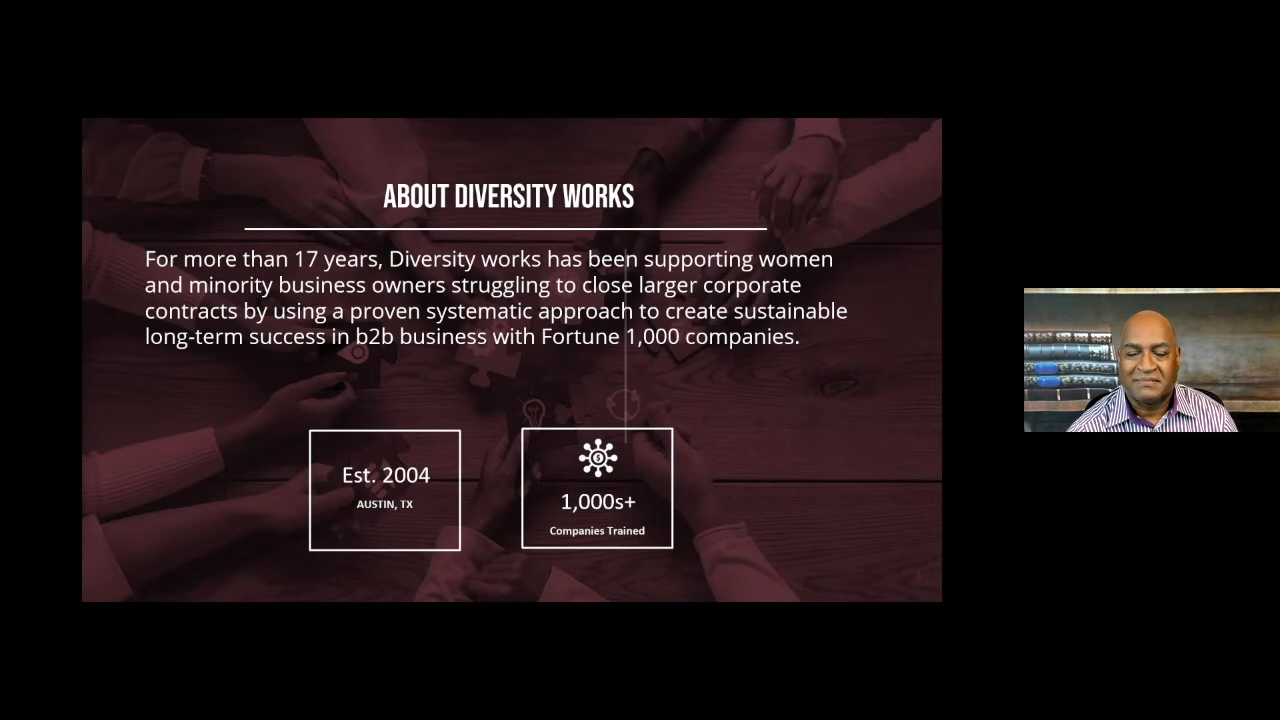 ABOUT DIVERSITY WORKS
For more than 17 years, Diversity works has been supporting women
and minority business owners struggling to close larger corporate
contracts by using a proven systematic approach to create sustainable
long-term success in b2b business with Fortune 1,000 companies.
Est. 2004
AUSTIN, TX
$
1,000s+
Companies Trained